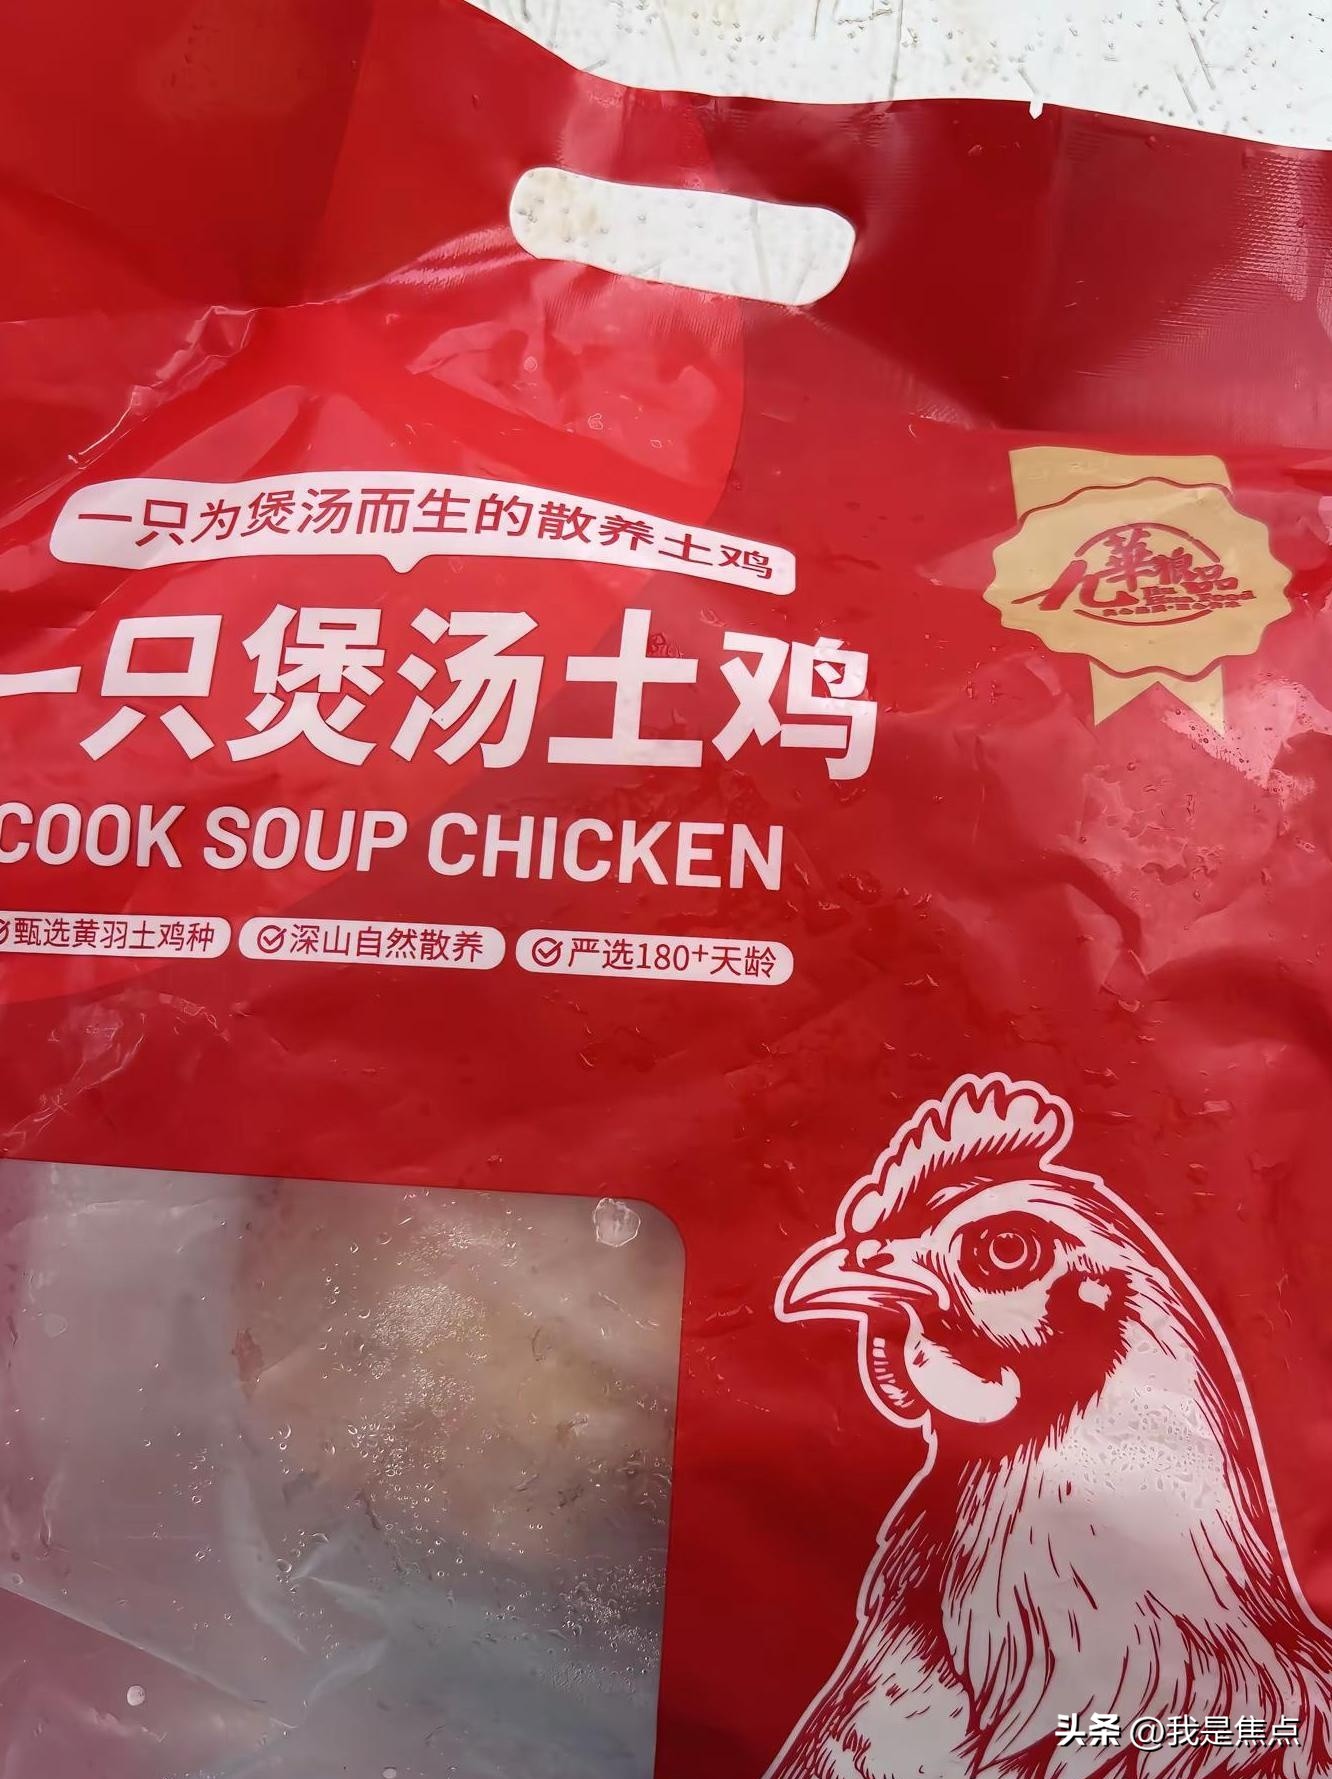 一只为煲汤而生的散养土鸡
一只煲汤土鸡
COOK SOUP CHICKEN
甄选黄羽土鸡种
深山自然散养
严选180+天龄
头条 @我是焦点